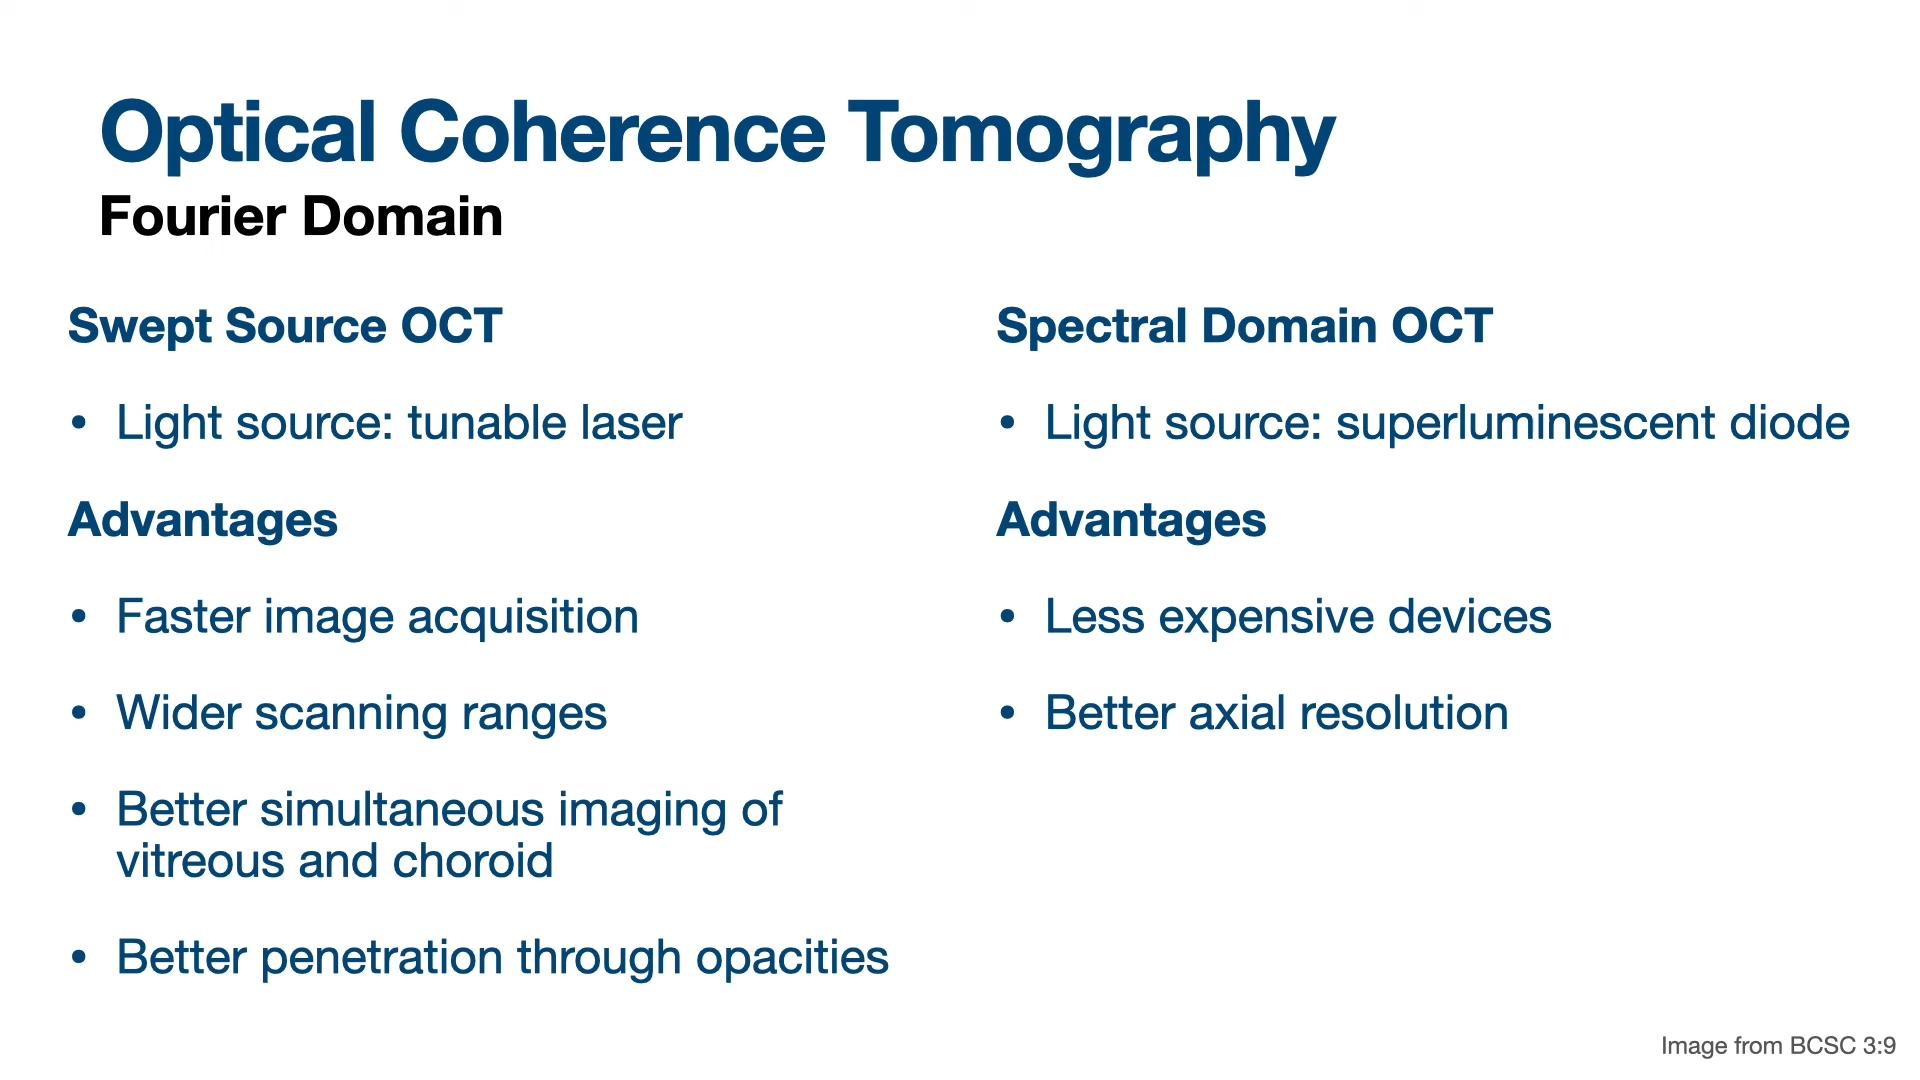 Optical Coherence Tomography
Fourier Domain
Swept Source OCT
• Light source: tunable laser
Advantages
• Faster image acquisition
• Wider scanning ranges
• Better simultaneous imaging of
vitreous and choroid
• Better penetration through opacities
Spectral Domain OCT
• Light source: superluminescent diode
Advantages
• Less expensive devices
• Better axial resolution
Image from BCSC 3:9